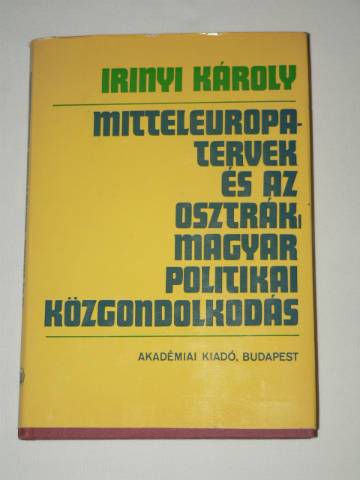 IRINYI KÁROLY
MITTELEUROPA-
TERVEK
ÉS AZ
OSZTRÁK-
MAGYAR
POLITIKAI
KÖZGONDOLKODÁS
AKADÉMIAI KIADÓ, BUDAPEST